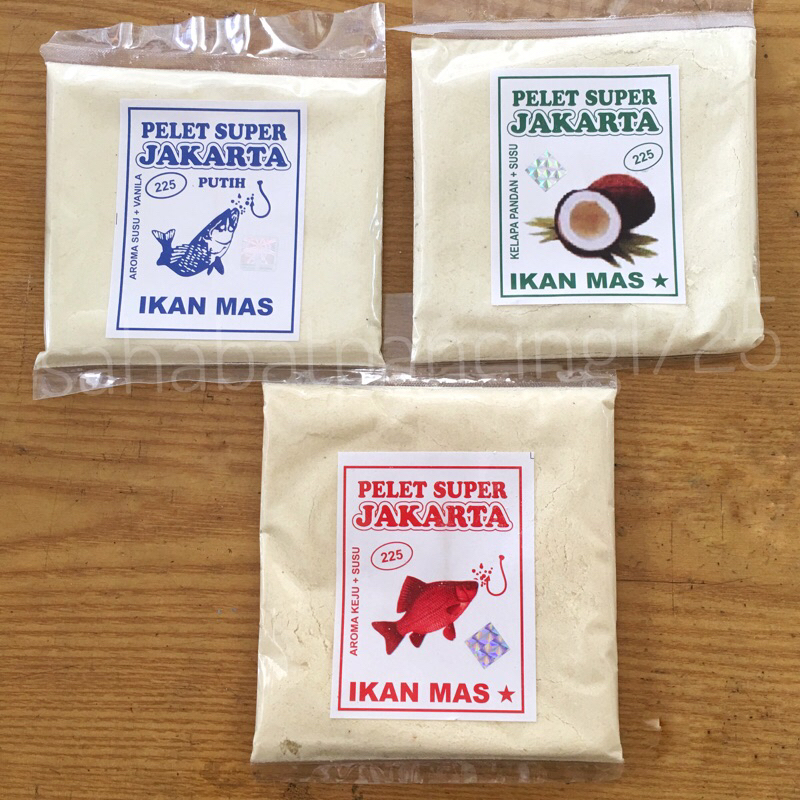 PELET SUPER
JAKARTA
225
PUTIH
AROMA SUSU + VANILA
IKAN MAS
PELET SUPER
JAKARTA
225
KELAPA PANDAN + SUSU
IKAN MAS ★
sahabatpancing1725
PELET SUPER
JAKARTA
225
AROMA KEJU + SUSU
IKAN MAS ★